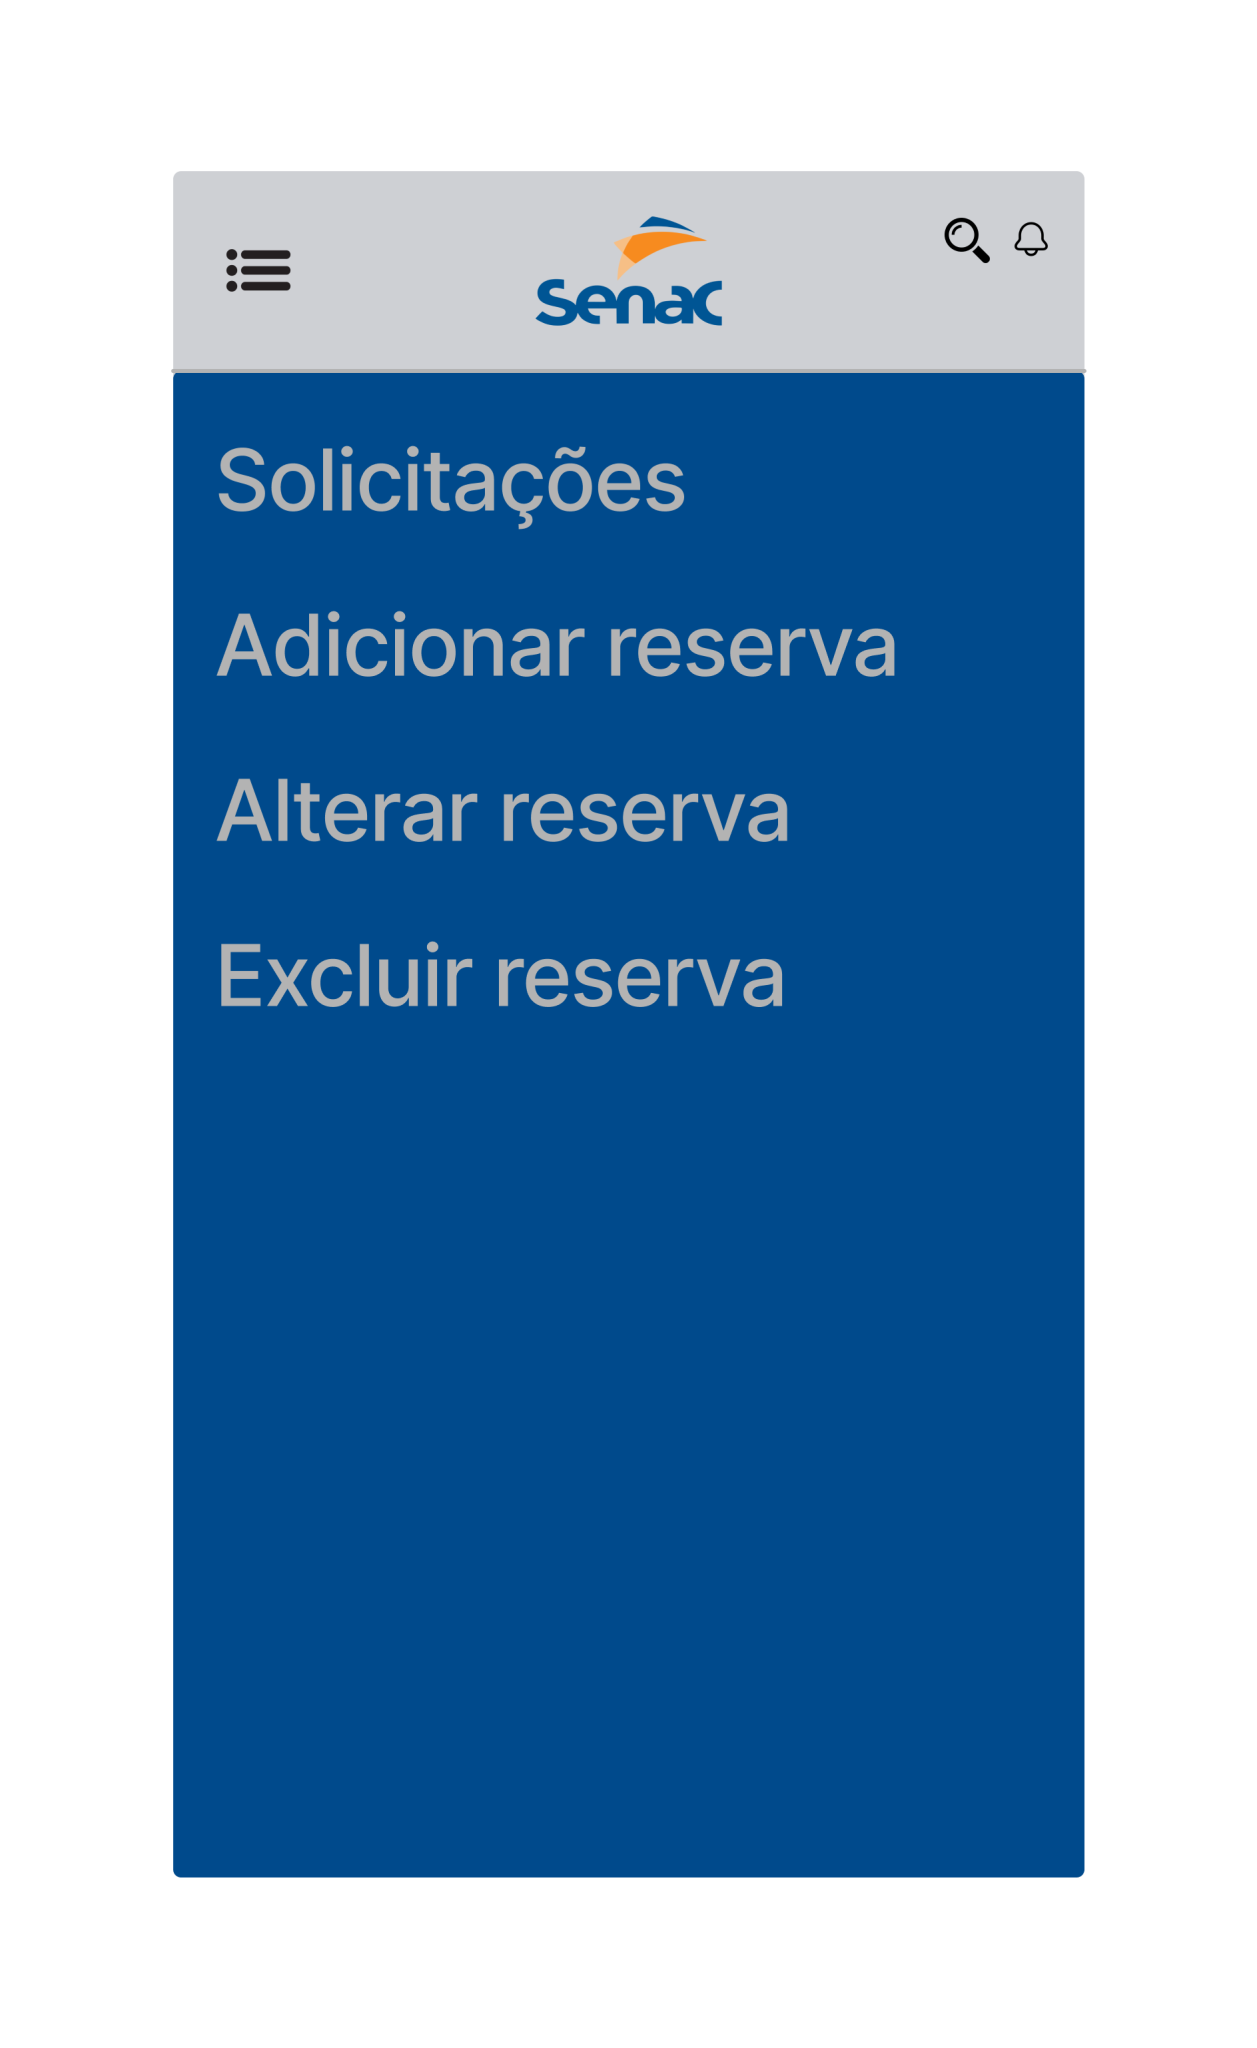 senac
Solicitações
Adicionar reserva
Alterar reserva
Excluir reserva